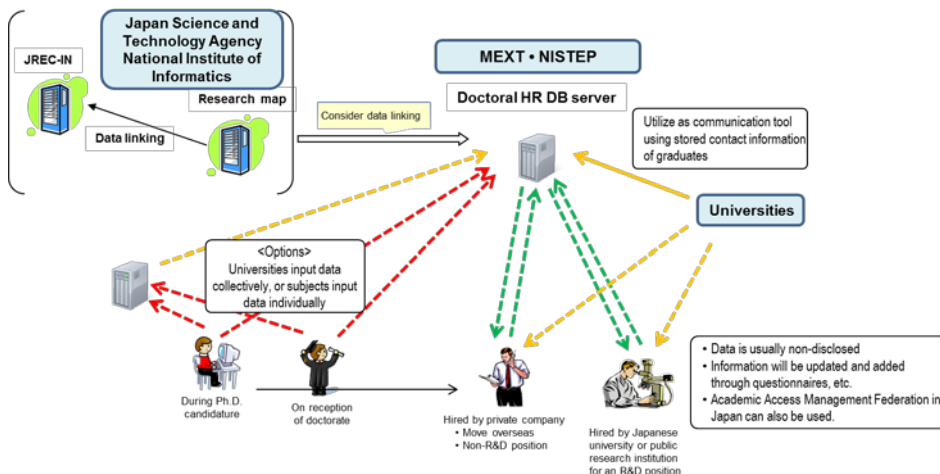 Japan Science and
Technology Agency
National Institute of
Informatics
JREC-IN
Research map
Data linking
Consider data linking
MEXT • NISTEP
Doctoral HR DB server
Utilize as communication tool
using stored contact information
of graduates
Universities
<Options>
Universities input data
collectively, or subjects input
data individually
During Ph.D.
candidature
On reception
of doctorate
Hired by private company
• Move overseas
• Non-R&D position
Hired by Japanese
university or public
research institution
for an R&D position
• Data is usually non-disclosed
• Information will be updated and added
through questionnaires, etc.
• Academic Access Management Federation in
Japan can also be used.